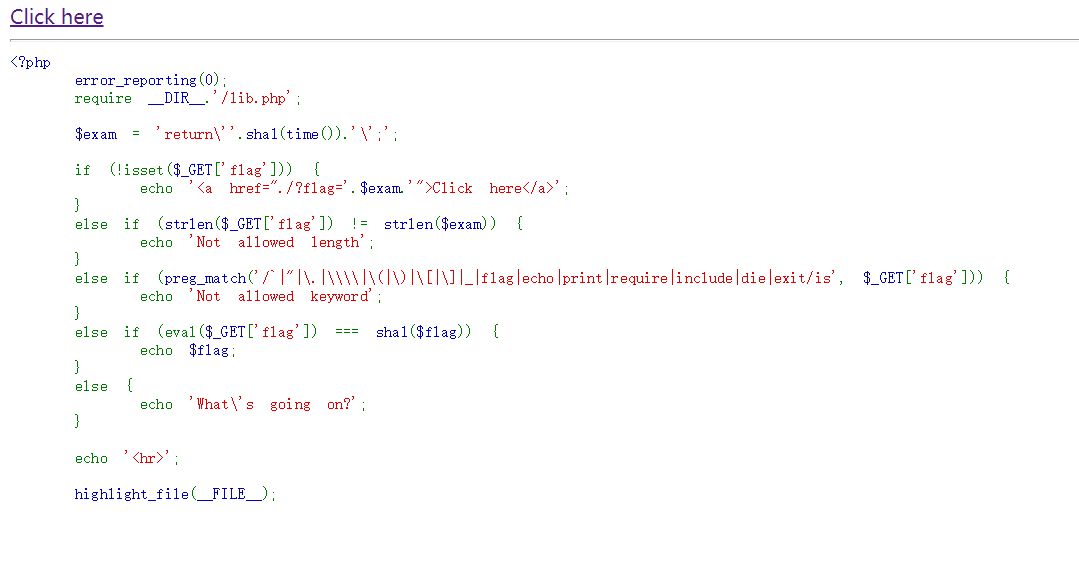 Click here
<?php
error_reporting(0);
require __DIR__.'/lib.php';
$exam = 'return\''.sha1(time()).'\';';
if (!isset($_GET['flag'])) {
echo '<a href="./?flag='.$exam.'">Click here</a>';
}
else if (strlen($_GET['flag']) != strlen($exam)) {
echo 'Not allowed length';
}
else if (preg_match('/`|"|\.|\\\\|\(|\)|\[|\]|_|flag|echo|print|require|include|die|exit/is', $_GET['flag'])) {
echo 'Not allowed keyword';
}
else if (eval($_GET['flag']) === sha1($flag)) {
echo $flag;
}
else {
echo 'What\'s going on?';
}
echo '<hr>';
highlight_file(__FILE__);